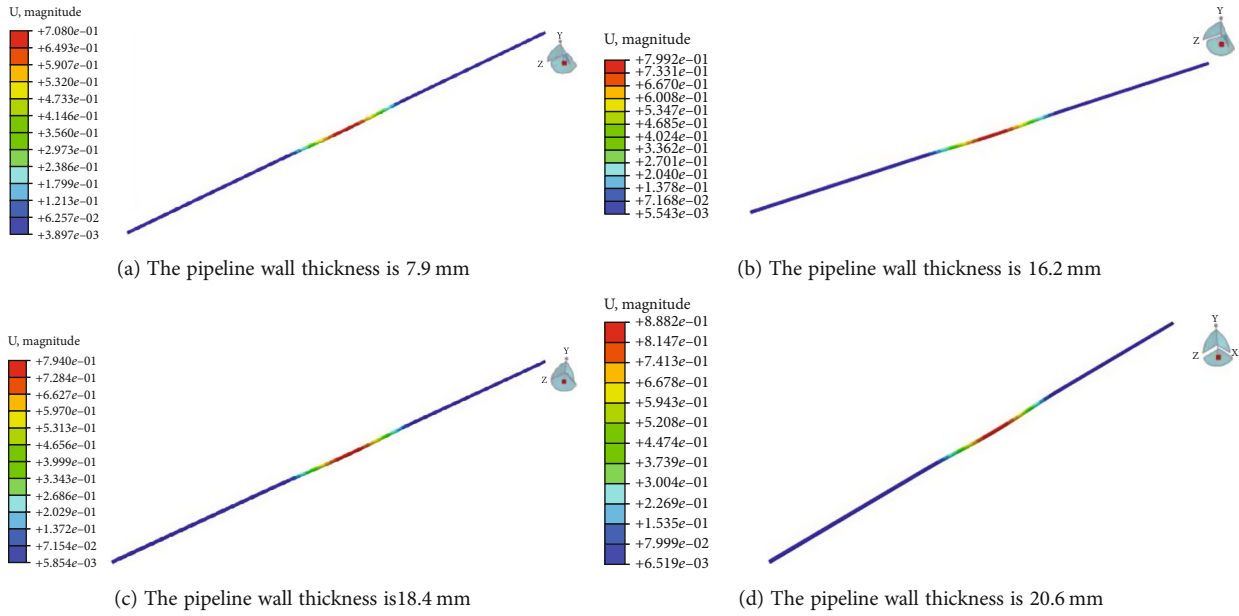 U, magnitude
+7.080e–01
+6.493e–01
+5.907e–01
+5.320e–01
+4.733e–01
+4.146e–01
+3.560e–01
+2.973e–01
+2.386e–01
+1.799e–01
+1.213e–01
+6.257e–02
+3.897e–03
Y
Z
(a) The pipeline wall thickness is 7.9 mm
U, magnitude
+7.992e–01
+7.331e–01
+6.670e–01
+6.008e–01
+5.347e–01
+4.685e–01
+4.024e–01
+3.362e–01
+2.701e–01
+2.040e–01
+1.378e–01
+7.168e–02
+5.543e–03
Y
Z
(b) The pipeline wall thickness is 16.2 mm
U, magnitude
+7.940e–01
+7.284e–01
+6.627e–01
+5.970e–01
+5.313e–01
+4.656e–01
+3.999e–01
+3.343e–01
+2.686e–01
+2.029e–01
+1.372e–01
+7.154e–02
+5.854e–03
Y
Z
(c) The pipeline wall thickness is18.4 mm
U, magnitude
+8.882e–01
+8.147e–01
+7.413e–01
+6.678e–01
+5.943e–01
+5.208e–01
+4.474e–01
+3.739e–01
+3.004e–01
+2.269e–01
+1.535e–01
+7.999e–02
+6.519e–03
Y
Z X
(d) The pipeline wall thickness is 20.6 mm